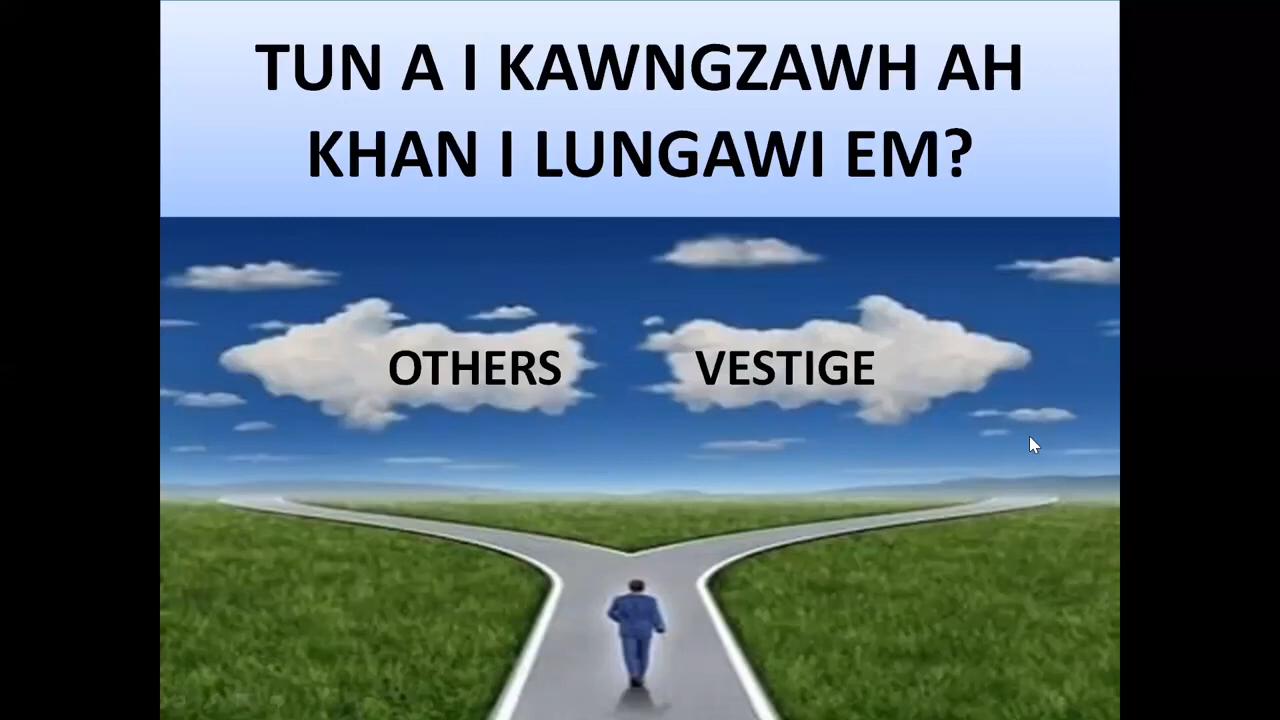 TUN A I KAWNGZAWH AH
KHAN I LUNGAWI EM?
OTHERS
VESTIGE